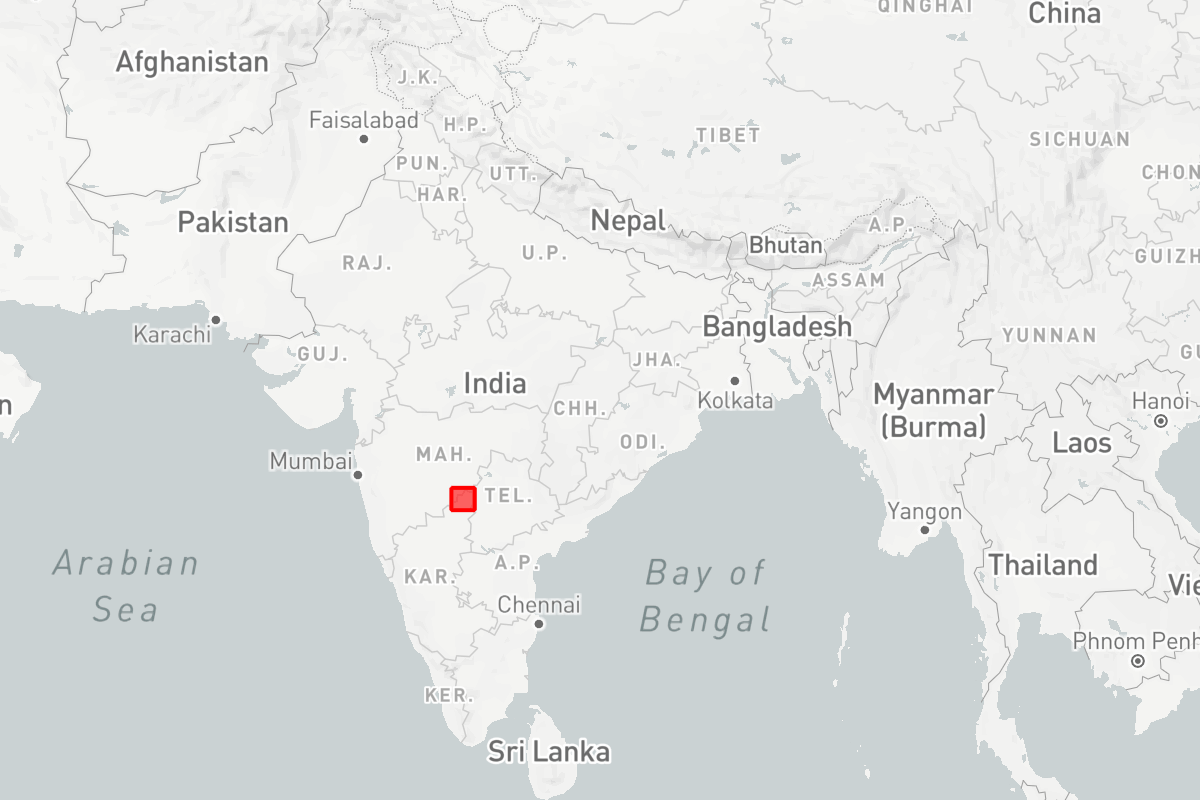 QINGHAI
China
Afghanistan
J.K.
Faisalabad
H.P.
TIBET
SICHUAN
PUN.
UTT.
CHON
HAR.
Pakistan
Nepal
A.P.
Bhutan
U.P.
RAJ.
GUIZH
ASSAM
Karachi
Bangladesh
YUNNAN
GUJ.
JHA.
GU
India
Kolkata
Myanmar
(Burma)
Hanoi
n
CHH.
ODI.
Laos
MAH.
Mumbai
TEL.
Yangon
Arabian
Sea
A.P.
KAR.
Bay of
Bengal
Thailand
Vie
Chennai
Phnom Penh
KER.
Sri Lanka